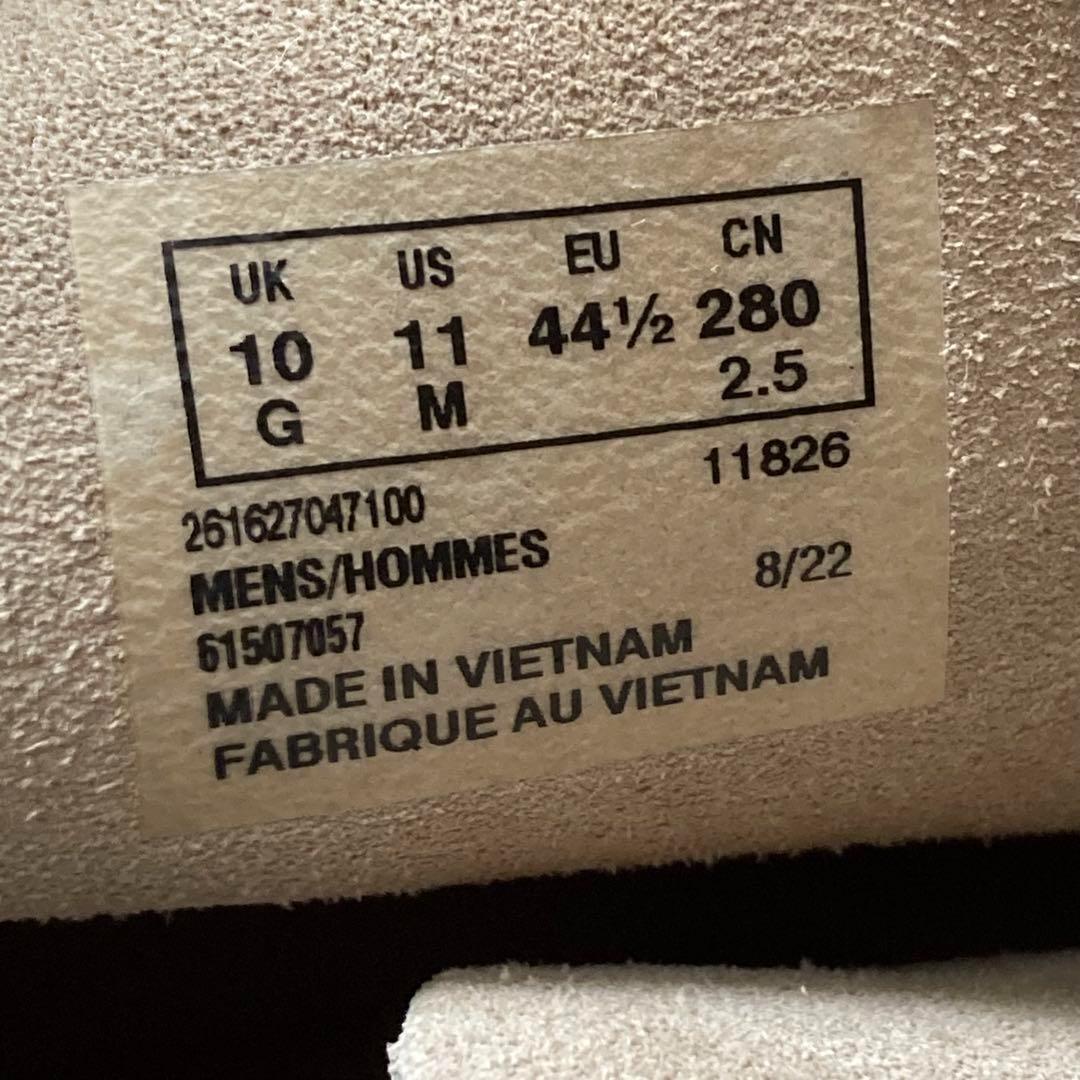 UK US EU CN
10 11 44½ 280
G M 2.5
261627047100 11826
MENS/HOMMES 8/22
61507057
MADE IN VIETNAM
FABRIQUE AU VIETNAM